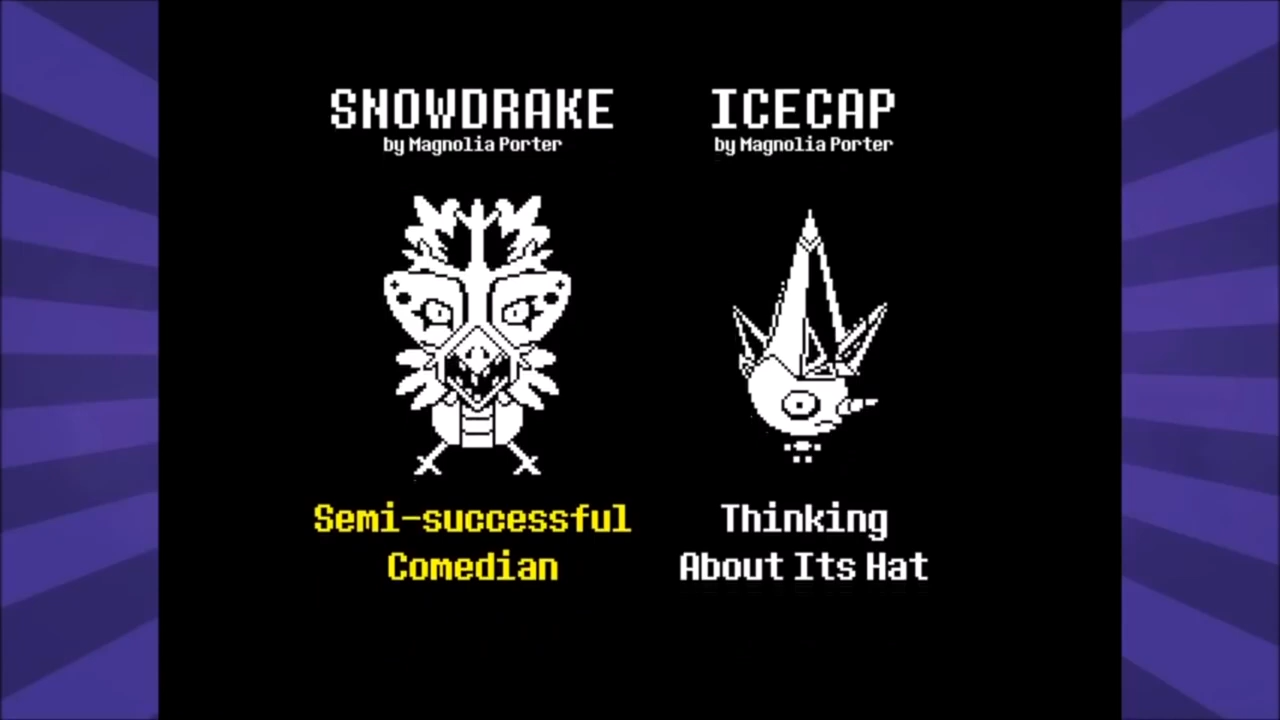 SNOWDRAKE
by Magnolia Porter
Semi-successful
Comedian
ICECAP
by Magnolia Porter
Thinking
About Its Hat